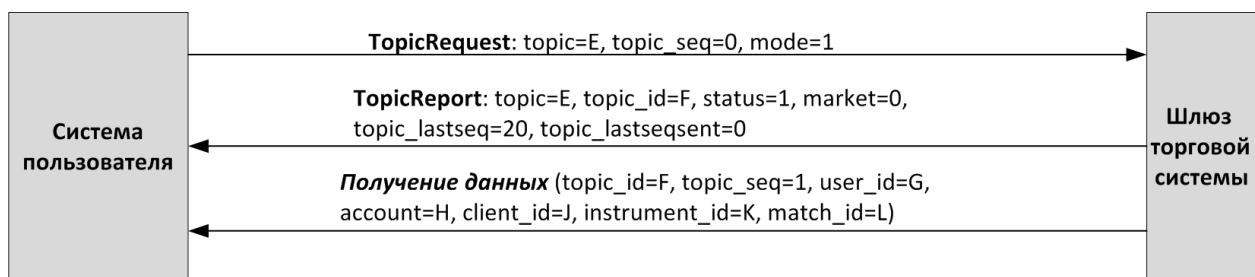 TopicRequest: topic=E, topic_seq=0, mode=1
TopicReport: topic=E, topic_id=F, status=1, market=0,
topic_lastseq=20, topic_lastseqsent=0
Система
пользователя
Шлюз
торговой
системы
Получение данных (topic_id=F, topic_seq=1, user_id=G,
account=H, client_id=J, instrument_id=K, match_id=L)